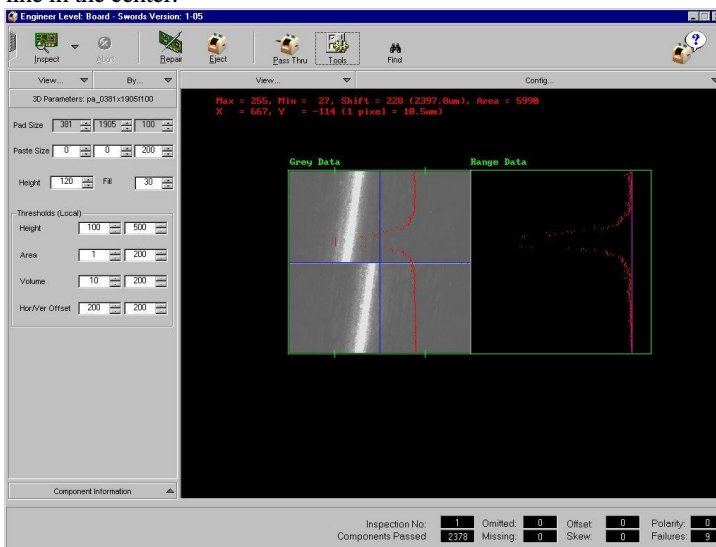 line in the center.
Engineer Level: Board - Swords Version: 1-05
Inspect Abort Repair Eject Pass Thru Tools Find
View... By... View... Config...
3D Parameters: pa_0381x1905f100
Pad Size 381 1905 100
Paste Size 0 0 200
Height 120 Fill 30
Thresholds (Local)
Height 100 500
Area 1 200
Volume 10 200
Hor/Ver Offset 200 200
Max = 255, Min = 27, Shift = 228 (2397.0um), Area = 5990
X = 667, Y = -114 (1 pixel = 10.5um)
Grey Data Range Data
Component Information
Inspection No: 1 Omitted: 0 Offset: 0 Polarity: 0
Components Passed 2378 Missing: 0 Skew: 0 Failures: 9